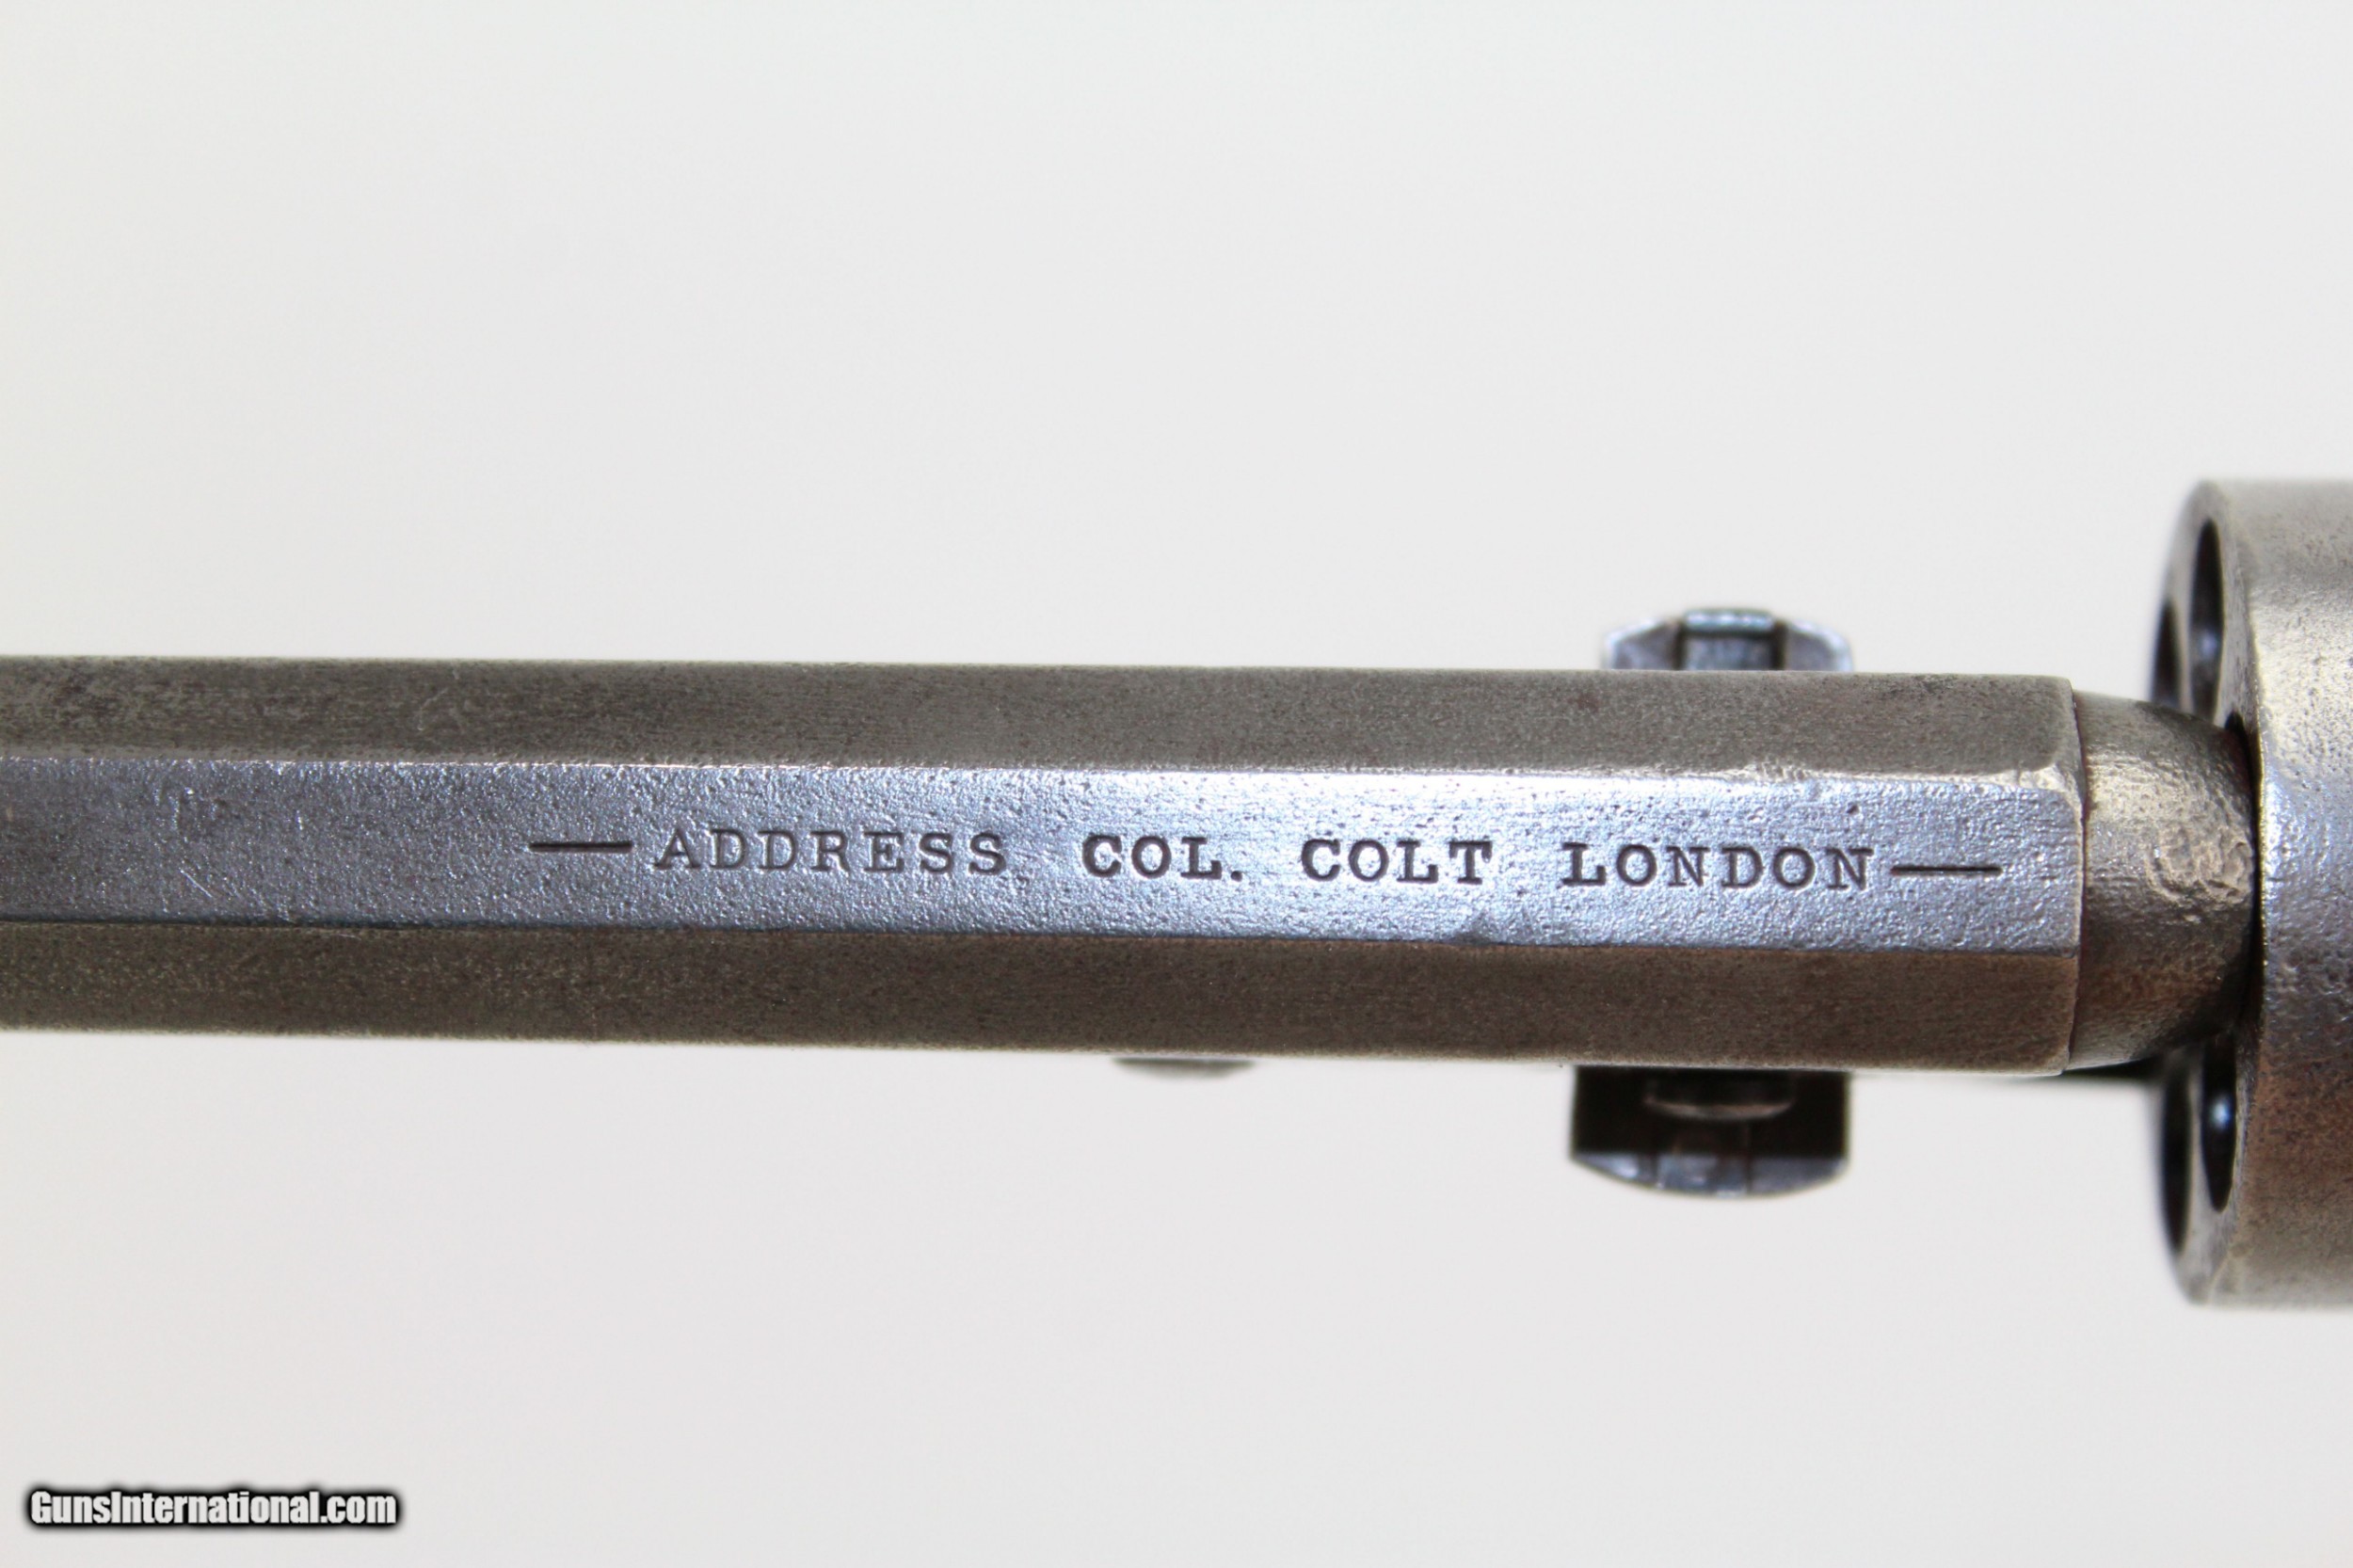 —ADDRESS COL. COLT LONDON—
GunsInternational.com